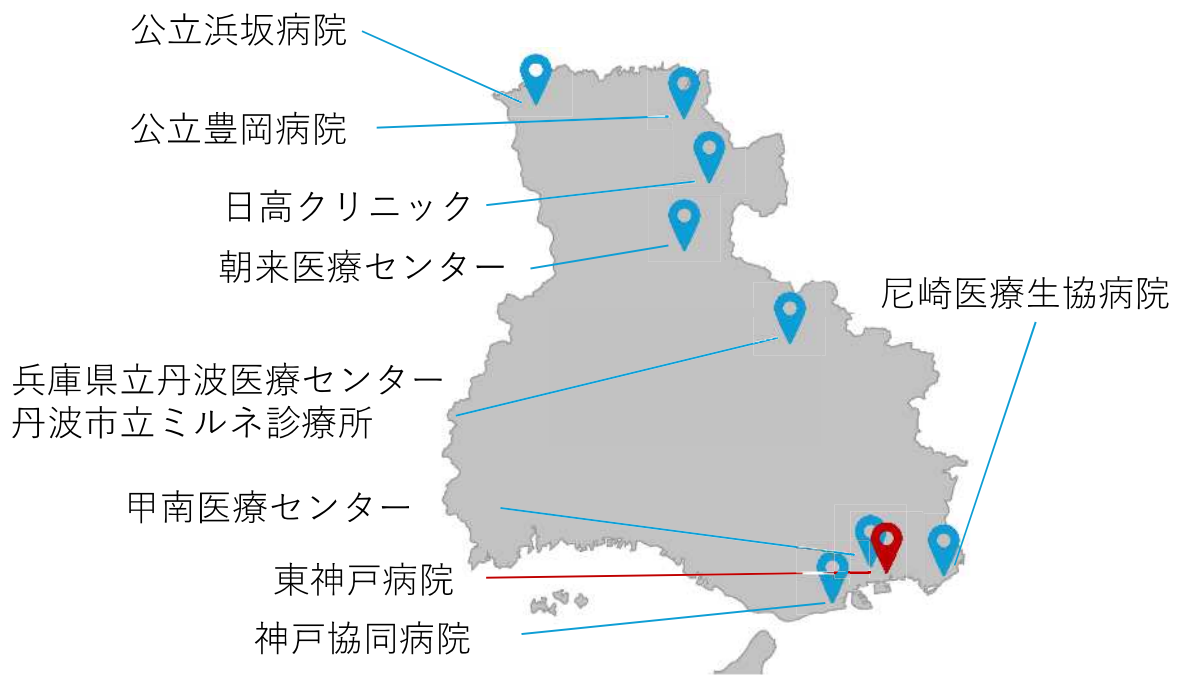 公立浜坂病院
公立豊岡病院
日高クリニック
朝来医療センター
尼崎医療生協病院
兵庫県立丹波医療センター
丹波市立ミルネ診療所
甲南医療センター
東神戸病院
神戸協同病院